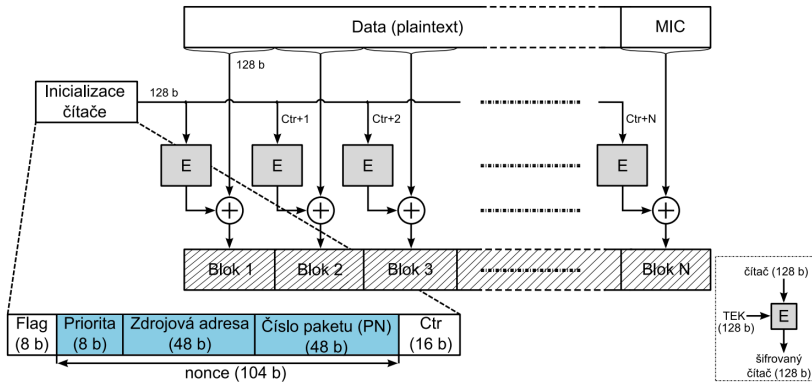 Data (plaintext)
MIC
128 b
Inicializace
čítače
128 b
Ctr+1
Ctr+2
Ctr+N
E
E
E
E
Blok 1
Blok 2
Blok 3
Blok N
Flag
(8 b)
Priorita
(8 b)
Zdrojová adresa
(48 b)
Číslo paketu (PN)
(48 b)
Ctr
(16 b)
nonce (104 b)
čítač (128 b)
TEK
(128 b)
E
šifrovaný
čítač (128 b)